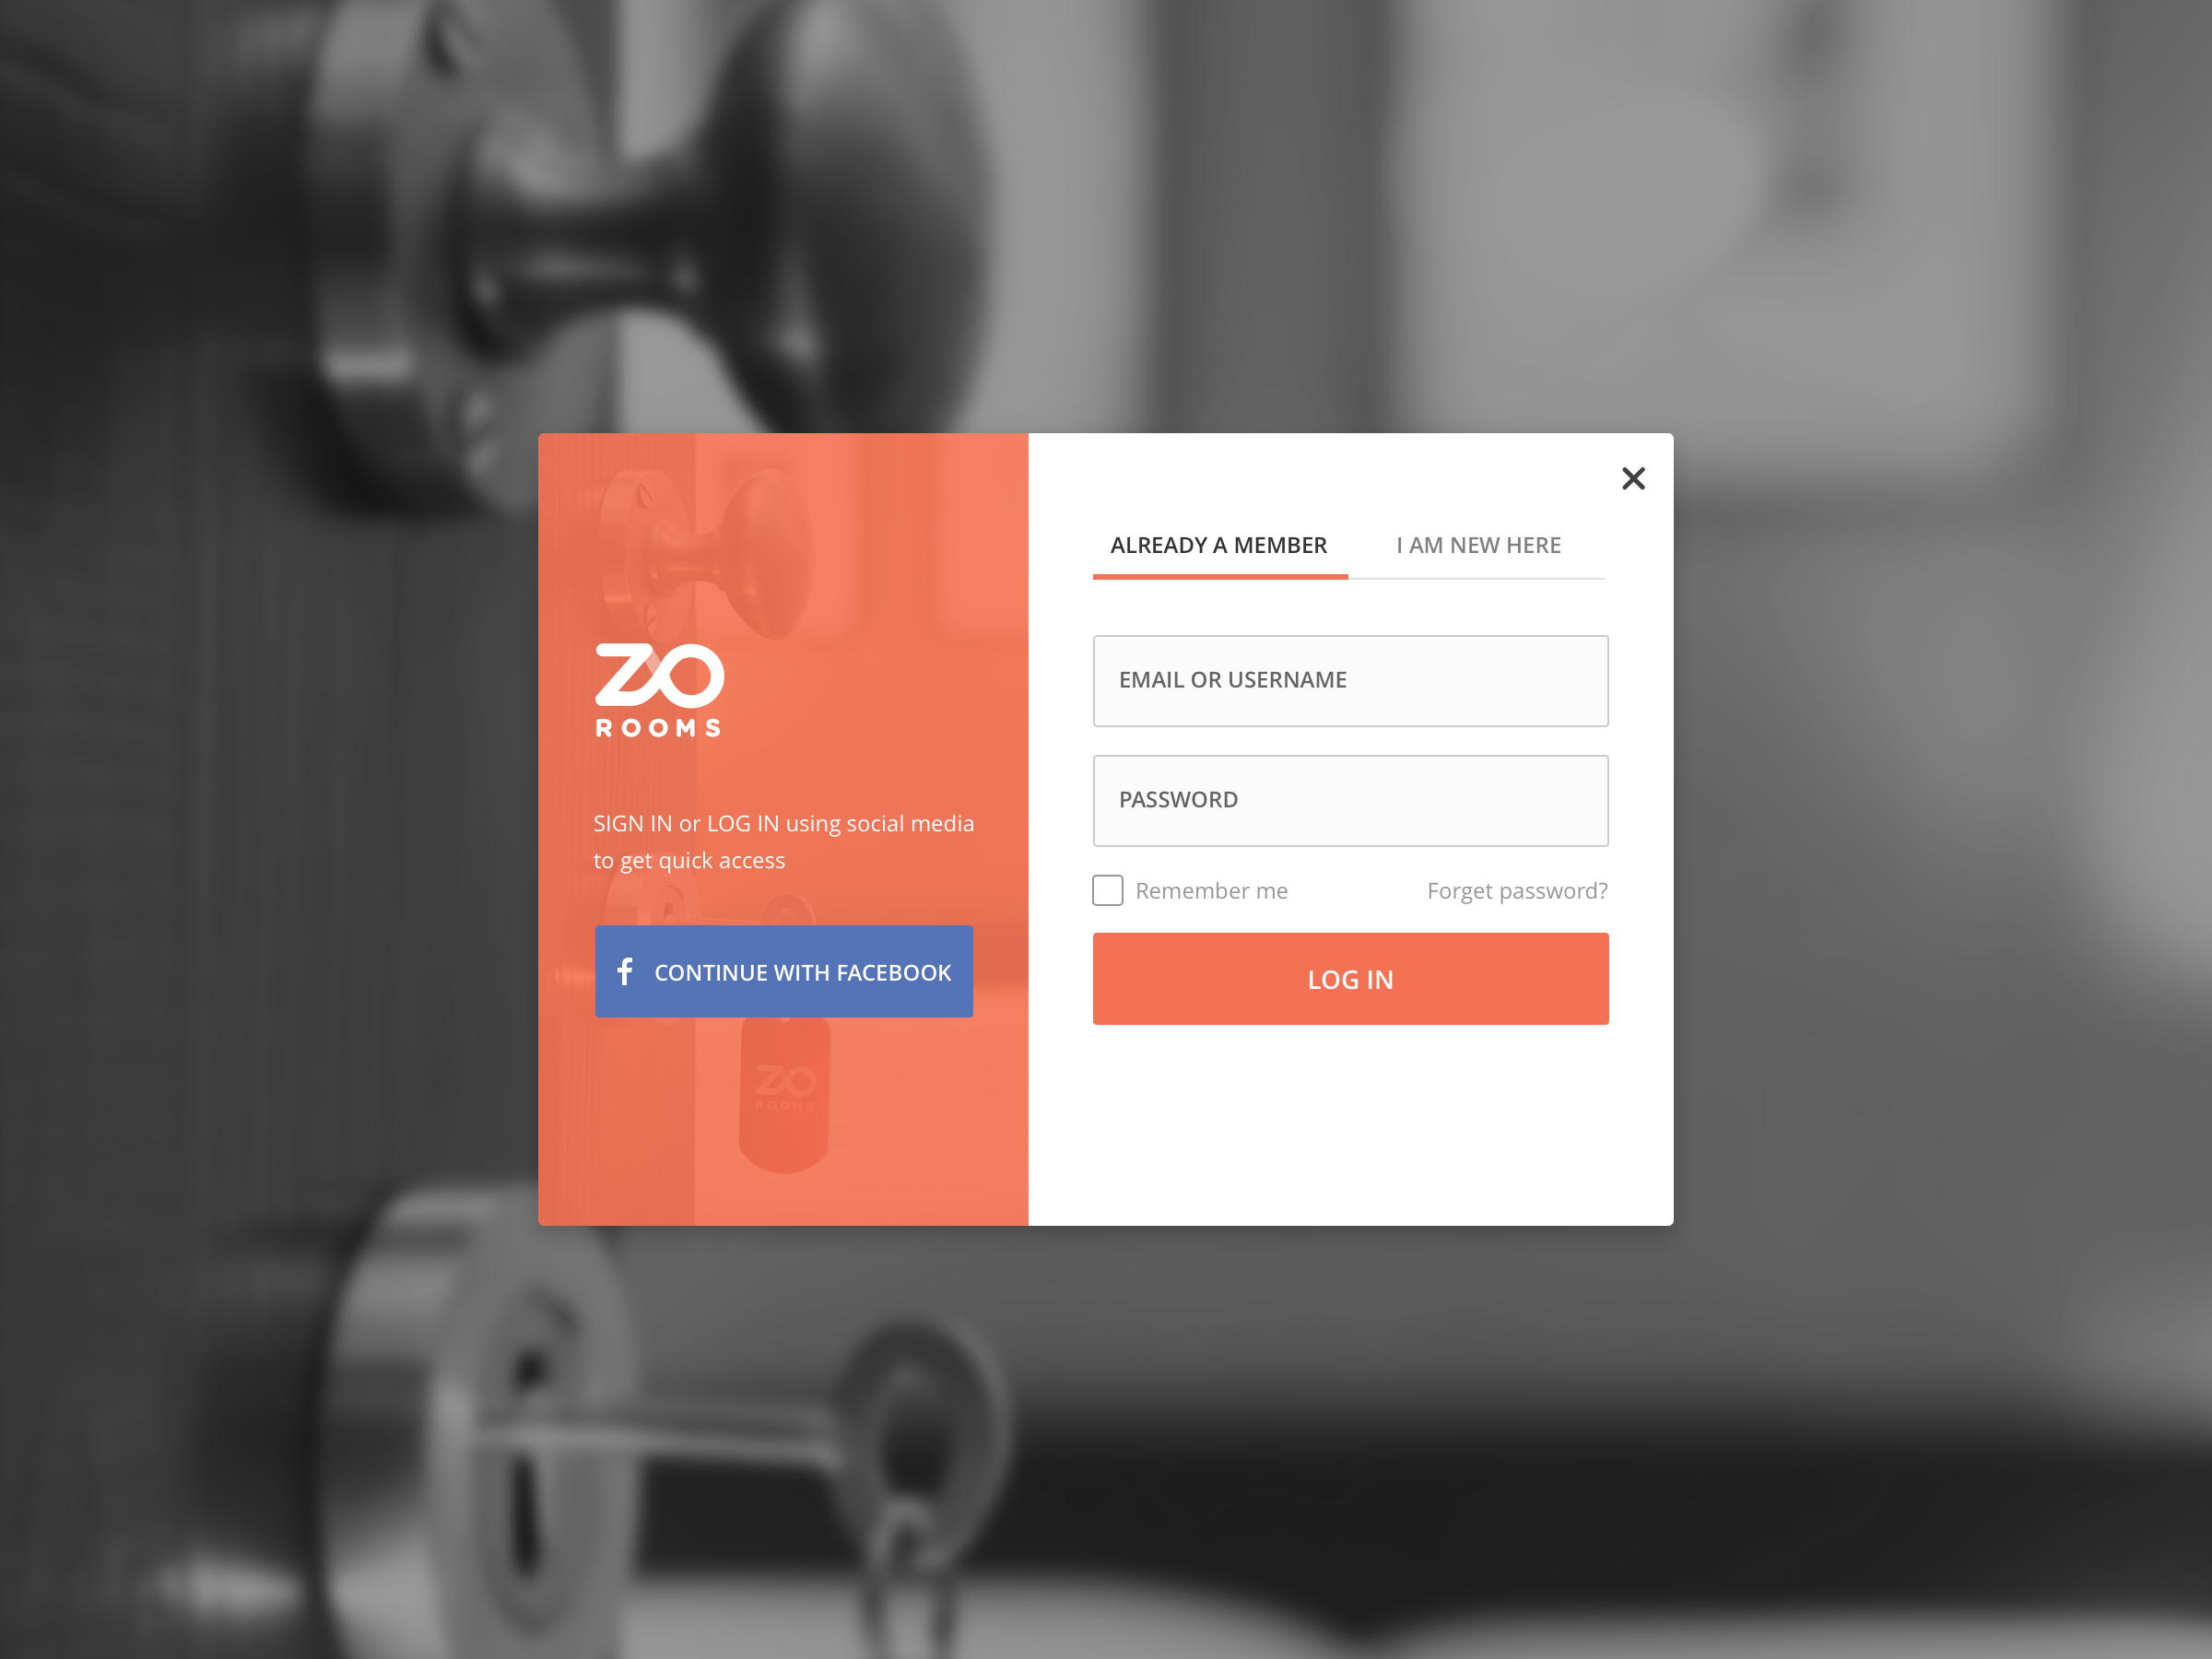 ZO
ROOMS
SIGN IN or LOG IN using social media
to get quick access
f CONTINUE WITH FACEBOOK
ZO
ROOMS
ALREADY A MEMBER
I AM NEW HERE
EMAIL OR USERNAME
PASSWORD
Remember me
Forget password?
LOG IN